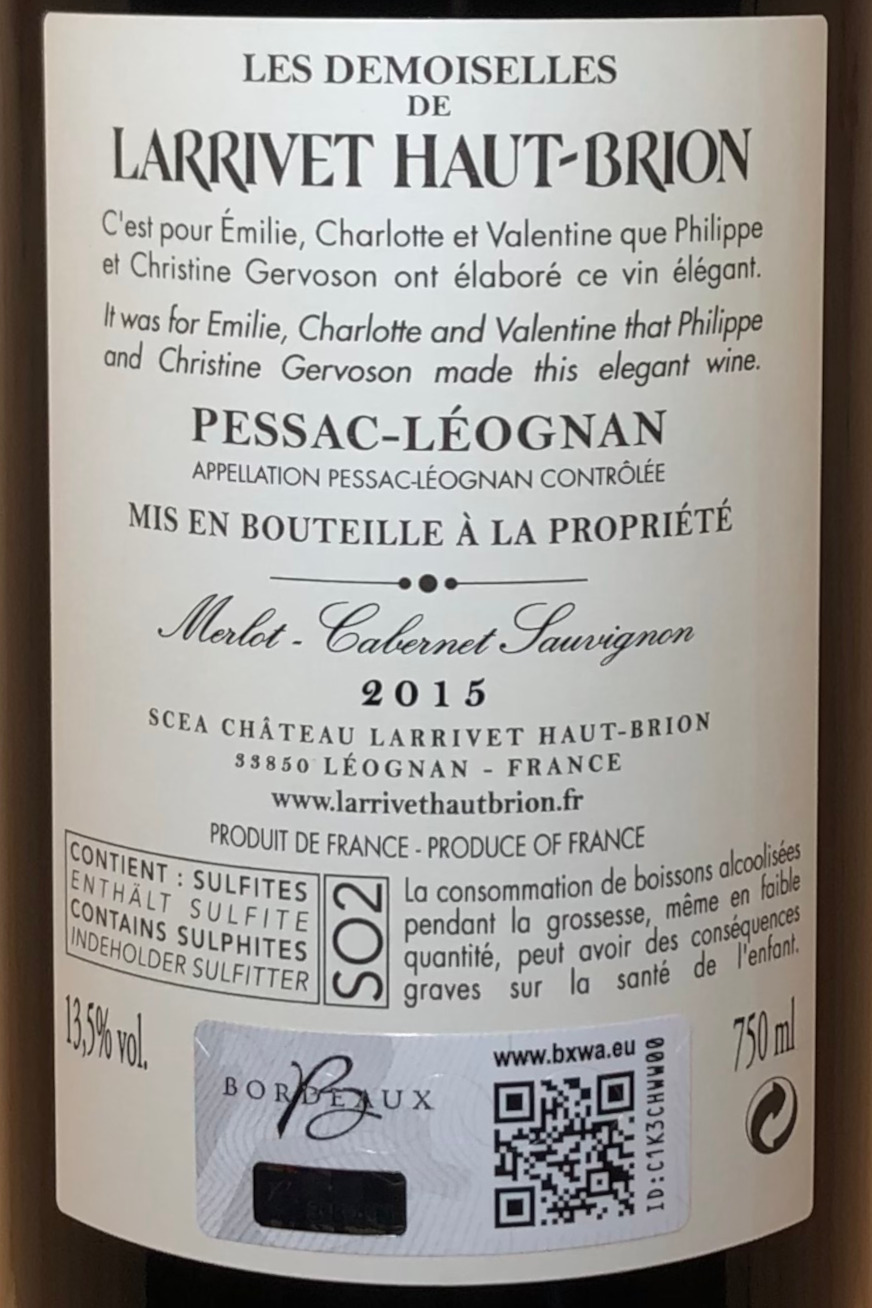 LES DEMOISELLES
DE
LARRIVET HAUT-BRION
C'est pour Émilie, Charlotte et Valentine que Philippe
et Christine Gervoson ont élaboré ce vin élégant.
It was for Emilie, Charlotte and Valentine that Philippe
and Christine Gervoson made this elegant wine.
PESSAC-LÉOGNAN
APPELLATION PESSAC-LÉOGNAN CONTRÔLÉE
MIS EN BOUTEILLE À LA PROPRIÉTÉ
Merlot - Cabernet Sauvignon
2015
SCEA CHÂTEAU LARRIVET HAUT-BRION
33850 LÉOGNAN - FRANCE
www.larrivethautbrion.fr
PRODUIT DE FRANCE - PRODUCE OF FRANCE
CONTIENT : SULFITES
ENTHÄLT SULFITE
CONTAINS SULPHITES
INDEHOLDER SULFITTER
SO2
La consommation de boissons alcoolisées
pendant la grossesse, même en faible
quantité, peut avoir des conséquences
graves sur la santé de l'enfant.
13,5% vol.
BORDEAUX
B
www.bxwa.eu
ID:C1K3CHWW00
750 ml